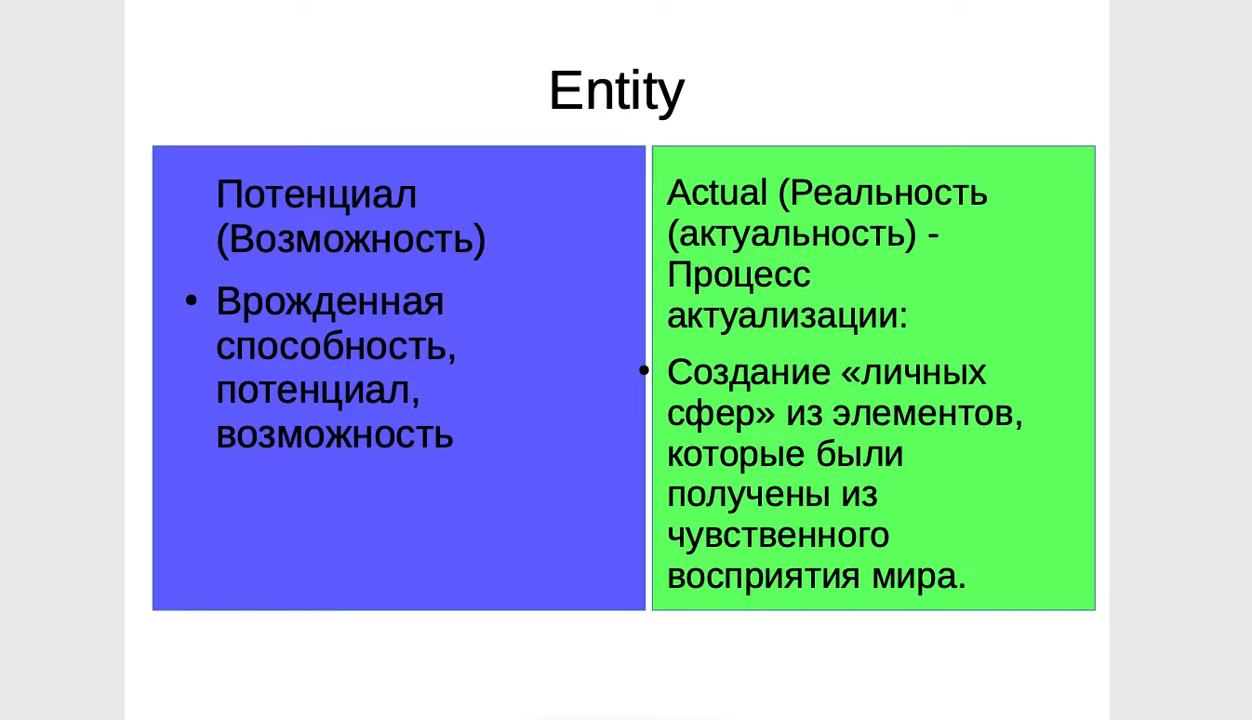 Entity
Потенциал
(Возможность)
• Врожденная
способность,
потенциал,
возможность
Actual (Реальность
(актуальность) -
Процесс
актуализации:
• Создание «личных
сфер» из элементов,
которые были
получены из
чувственного
восприятия мира.